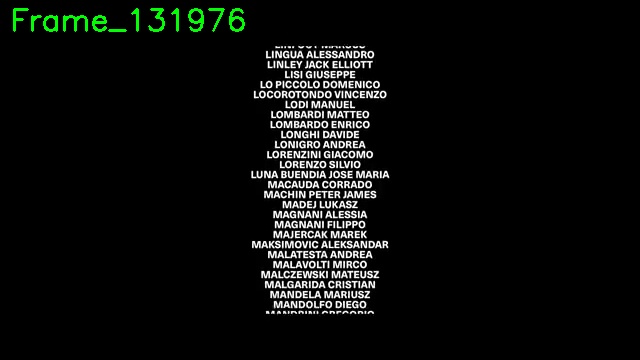 Frame_131976
LINGUA ALESSANDRO
LINLEY JACK ELLIOTT
LISI GIUSEPPE
LO PICCOLO DOMENICO
LOCOROTONDO VINCENZO
LODI MANUEL
LOMBARDI MATTEO
LOMBARDO ENRICO
LONGHI DAVIDE
LONIGRO ANDREA
LORENZINI GIACOMO
LORENZO SILVIO
LUNA BUENDIA JOSE MARIA
MACAUDA CORRADO
MACHIN PETER JAMES
MADEJ LUKASZ
MAGNANI ALESSIA
MAGNANI FILIPPO
MAJERCAK MAREK
MAKSIMOVIC ALEKSANDAR
MALATESTA ANDREA
MALAVOLTI MIRCO
MALCZEWSKI MATEUSZ
MALGARIDA CRISTIAN
MANDELA MARIUSZ
MANDOLFO DIEGO